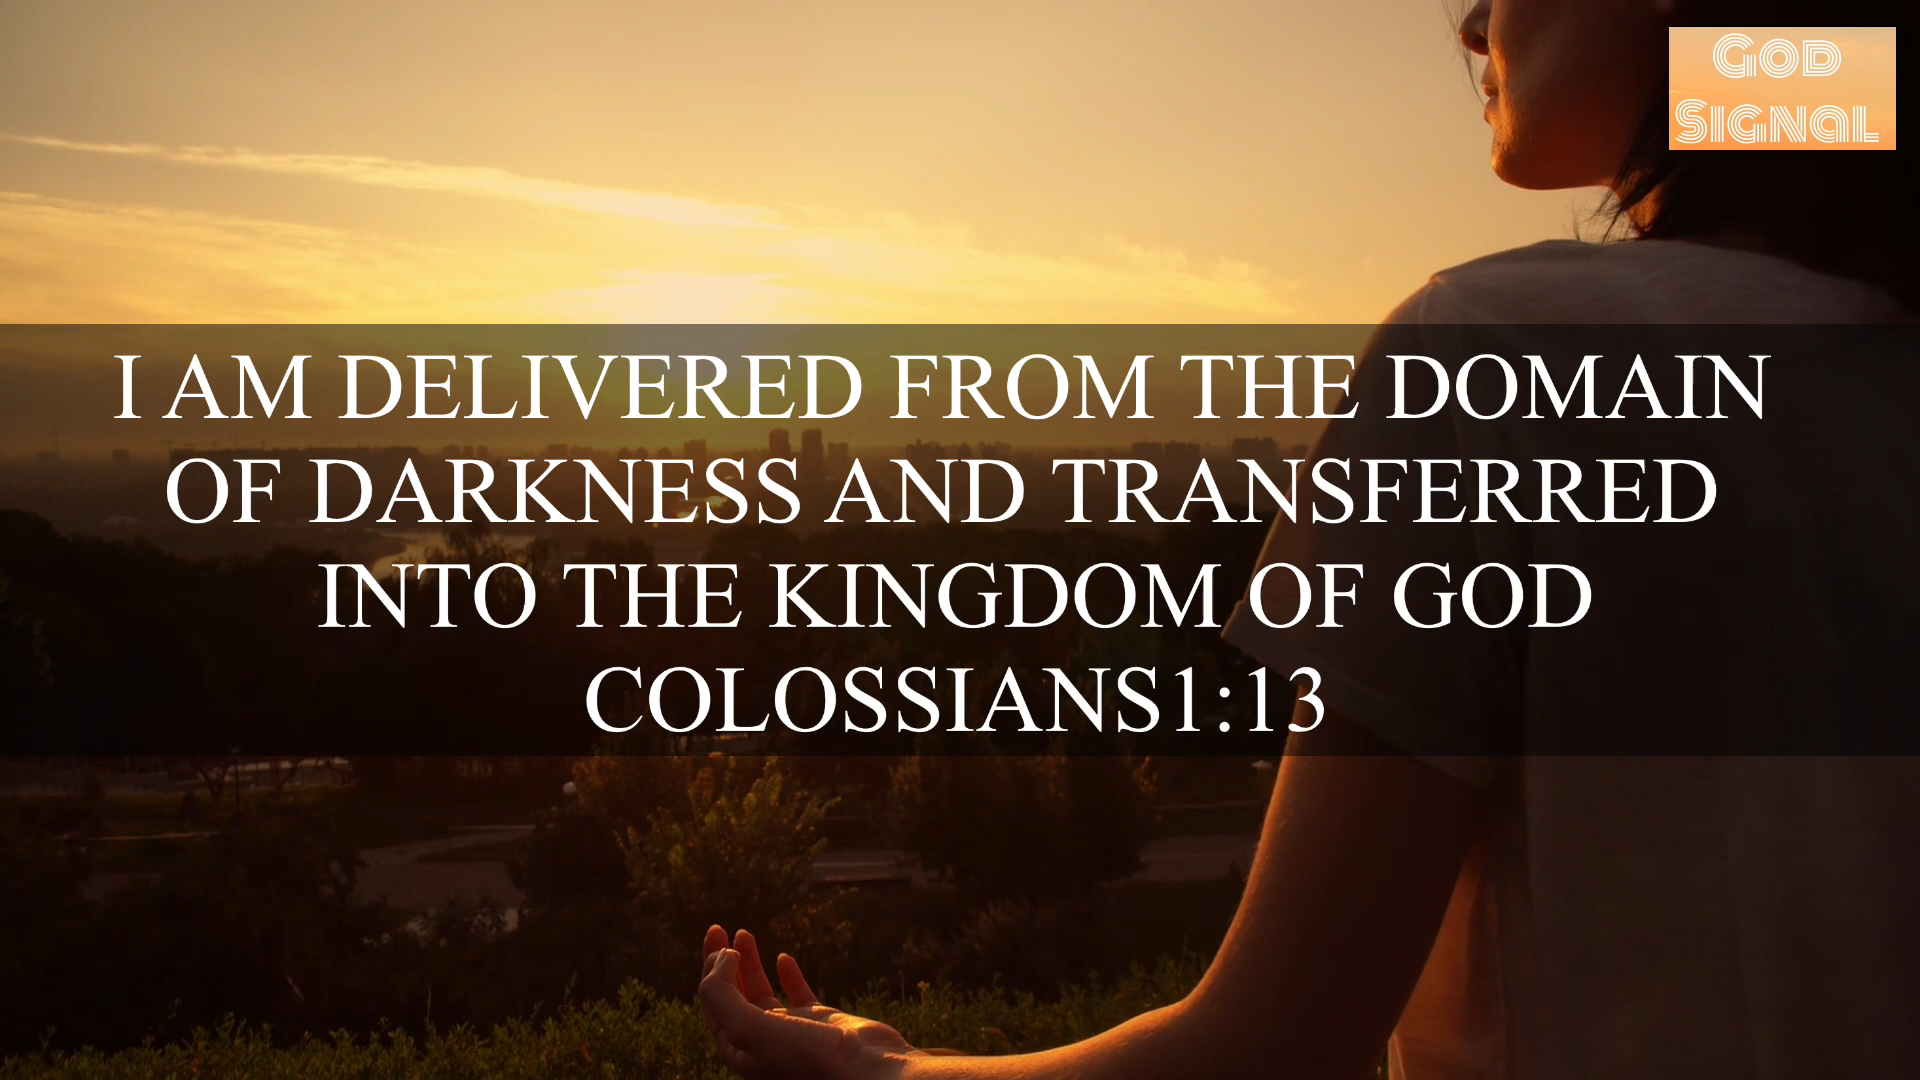 God
Signal
I AM DELIVERED FROM THE DOMAIN
OF DARKNESS AND TRANSFERRED
INTO THE KINGDOM OF GOD
COLOSSIANS1:13